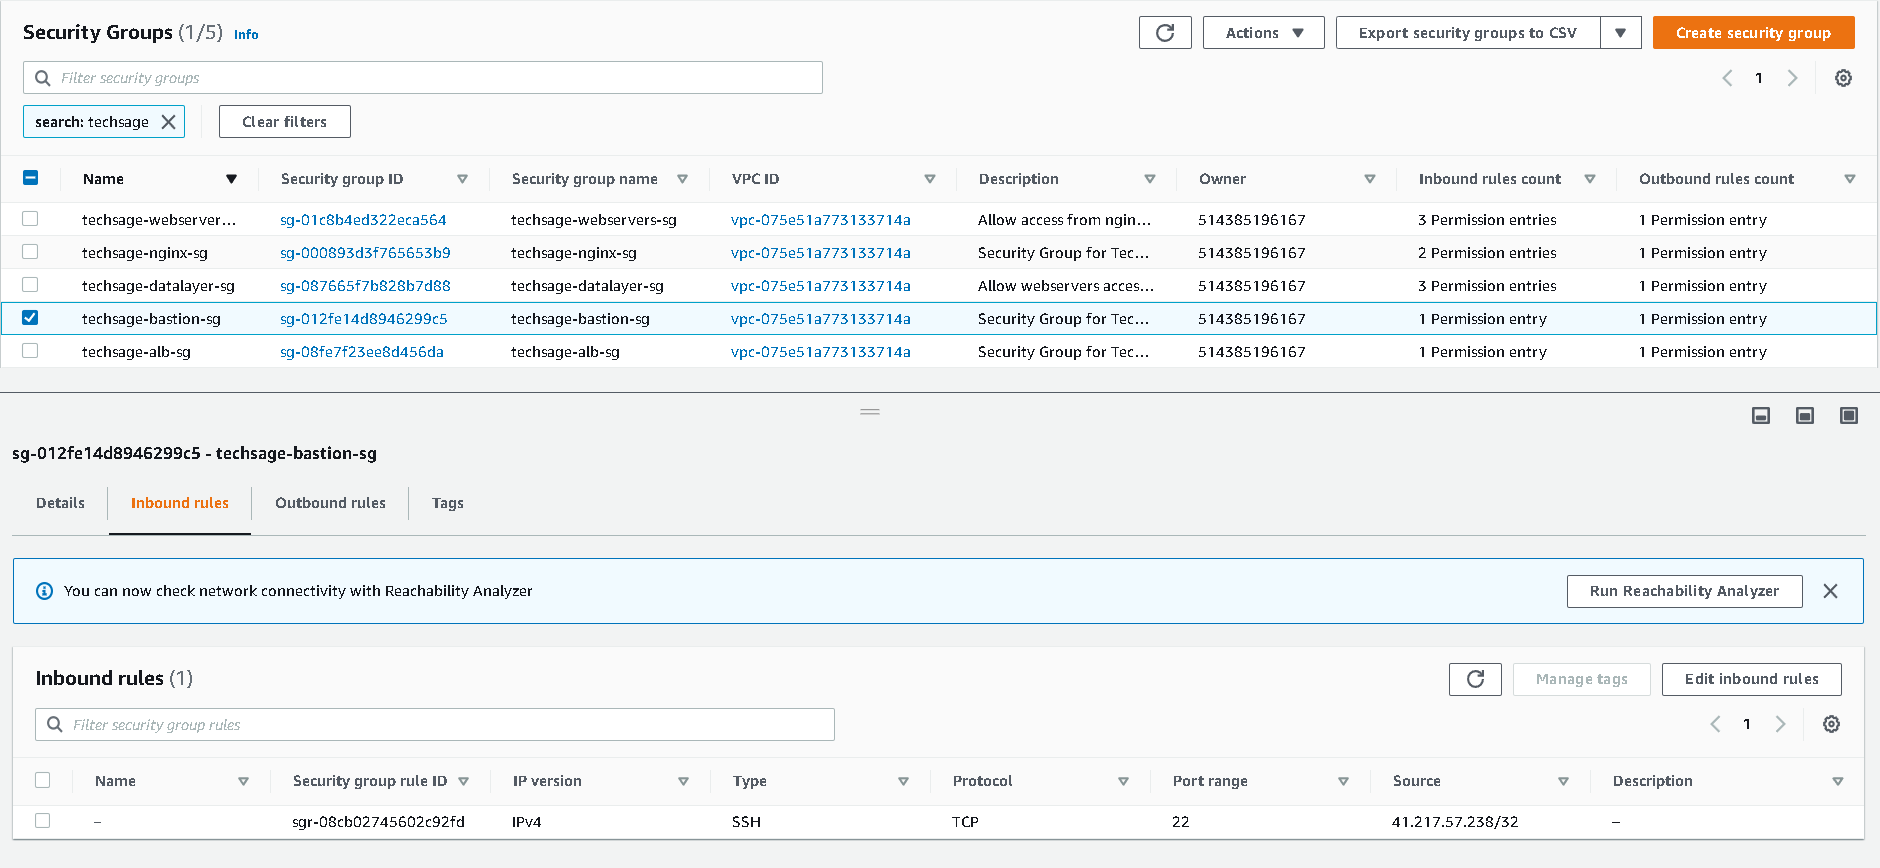 Security Groups (1/5) Info
Actions
Export security groups to CSV
Create security group
Filter security groups
1
search: techsage
Clear filters
Name Security group ID Security group name VPC ID Description Owner Inbound rules count Outbound rules count
techsage-webserver... sg-01c8b4ed322eca564 techsage-webservers-sg vpc-075e51a773133714a Allow access from ngin... 514385196167 3 Permission entries 1 Permission entry
techsage-nginx-sg sg-000893d3f765653b9 techsage-nginx-sg vpc-075e51a773133714a Security Group for Tec... 514385196167 2 Permission entries 1 Permission entry
techsage-datalayer-sg sg-087665f7b828b7d88 techsage-datalayer-sg vpc-075e51a773133714a Allow webservers acces... 514385196167 3 Permission entries 1 Permission entry
techsage-bastion-sg sg-012fe14d8946299c5 techsage-bastion-sg vpc-075e51a773133714a Security Group for Tec... 514385196167 1 Permission entry 1 Permission entry
techsage-alb-sg sg-08fe7f23ee8d456da techsage-alb-sg vpc-075e51a773133714a Security Group for Tec... 514385196167 1 Permission entry 1 Permission entry
sg-012fe14d8946299c5 - techsage-bastion-sg
Details Inbound rules Outbound rules Tags
You can now check network connectivity with Reachability Analyzer
Run Reachability Analyzer
Inbound rules (1)
Manage tags
Edit inbound rules
Filter security group rules
1
Name Security group rule ID IP version Type Protocol Port range Source Description
– sgr-08cb02745602c92fd IPv4 SSH TCP 22 41.217.57.238/32 –